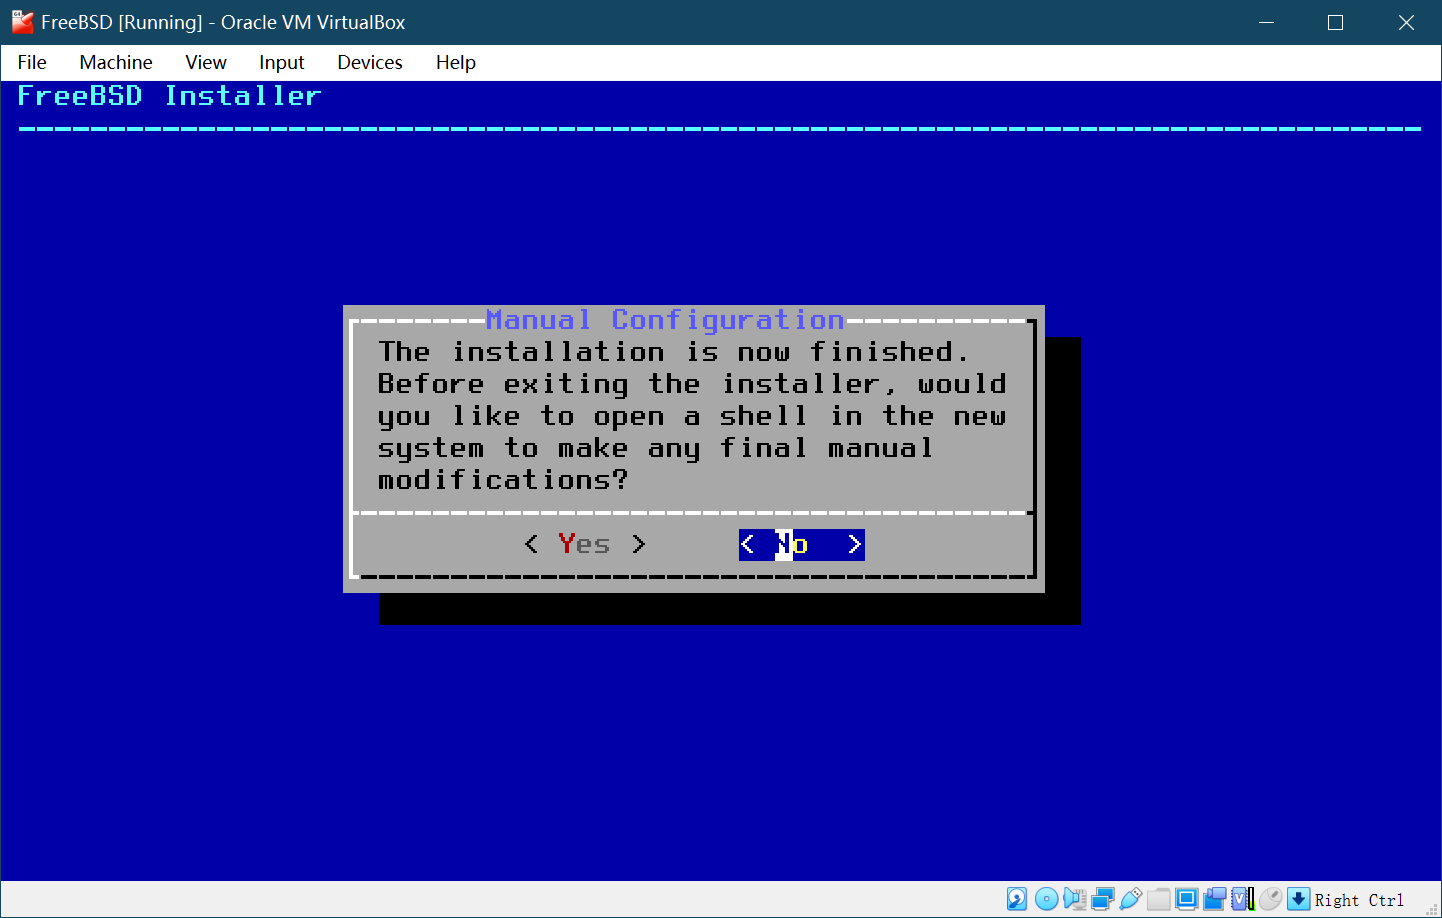 FreeBSD [Running] - Oracle VM VirtualBox
File Machine View Input Devices Help
FreeBSD Installer
Manual Configuration
The installation is now finished.
Before exiting the installer, would
you like to open a shell in the new
system to make any final manual
modifications?
< Yes > < No >
Right Ctrl